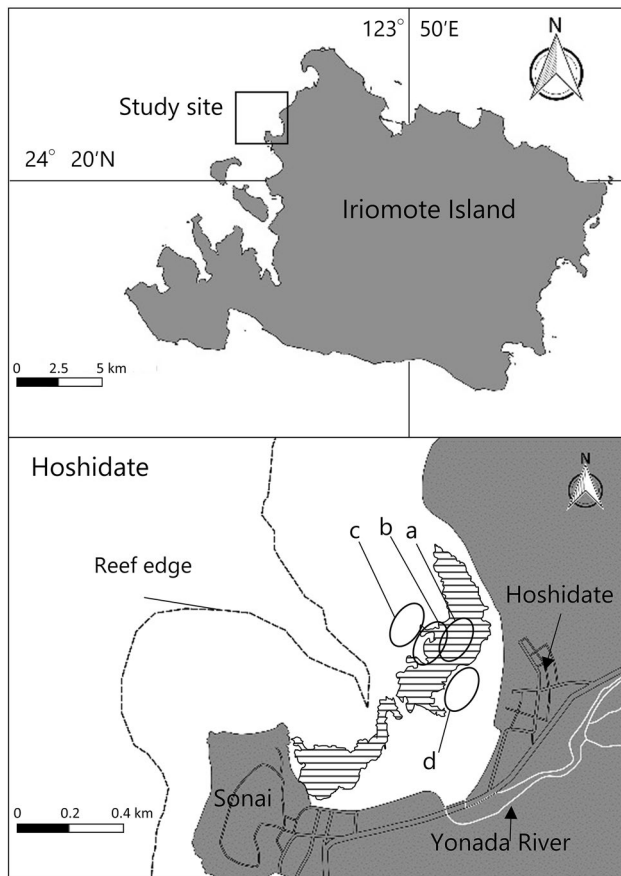 123° 50′E
N
Study site
24° 20′N
Iriomote Island
0 2.5 5 km
Hoshidate
N
c b a
Reef edge
Hoshidate
d
Sonai
0 0.2 0.4 km
Yonada River